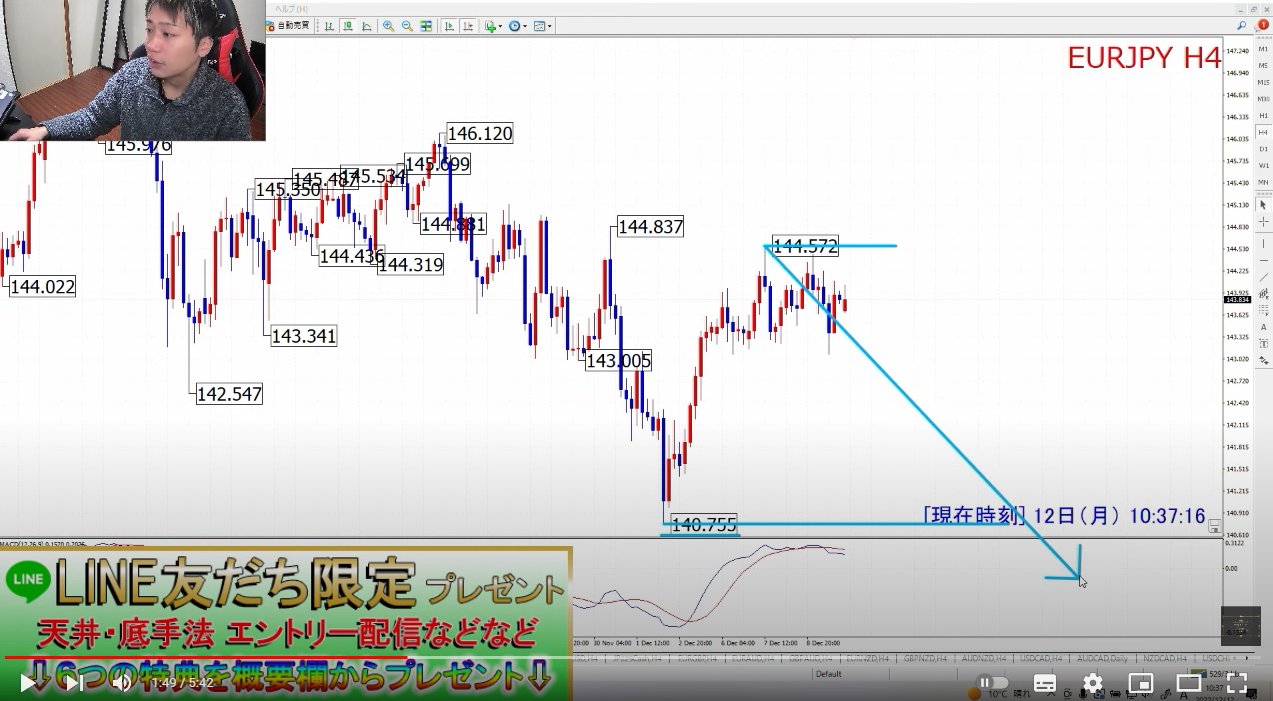 ヘルプ(H)
自動売買
EURJPY H4
145.976
146.120
145.350
145.487
145.534
145.699
144.881
144.436
144.319
144.022
143.341
142.547
144.837
143.005
144.572
140.755
[現在時刻] 12日(月) 10:37:16
147.240
146.940
146.635
146.335
146.035
145.735
145.430
145.130
144.830
144.530
144.225
143.925
143.834
143.625
143.325
143.020
142.720
142.420
142.115
141.815
141.515
141.215
140.910
140.610
0.3122
0.00
M1
M5
M15
M30
H1
H4
D1
W1
MN
30 Nov 04:00
1 Dec 12:00
2 Dec 20:00
6 Dec 04:00
7 Dec 12:00
8 Dec 20:00
GBPNZD,H4
AUDNZD,H4
USDCAD,H4
AUDCAD,Daily
NZDCAD,H4
Default
LINE
LINE友だち限定 プレゼント
天井・底手法 エントリー配信などなど
↓6つの特典を概要欄からプレゼント↓
1:49 / 5:42
10°C 晴れ
10:37